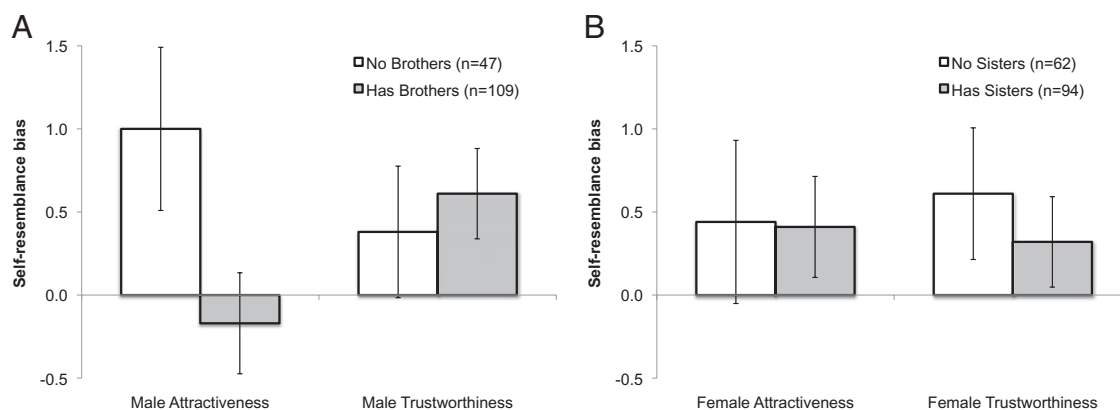 A
Self-resemblance bias
1.5
1.0
0.5
0.0
-0.5
No Brothers (n=47)
Has Brothers (n=109)
Male Attractiveness
Male Trustworthiness
B
Self-resemblance bias
1.5
1.0
0.5
0.0
-0.5
No Sisters (n=62)
Has Sisters (n=94)
Female Attractiveness
Female Trustworthiness